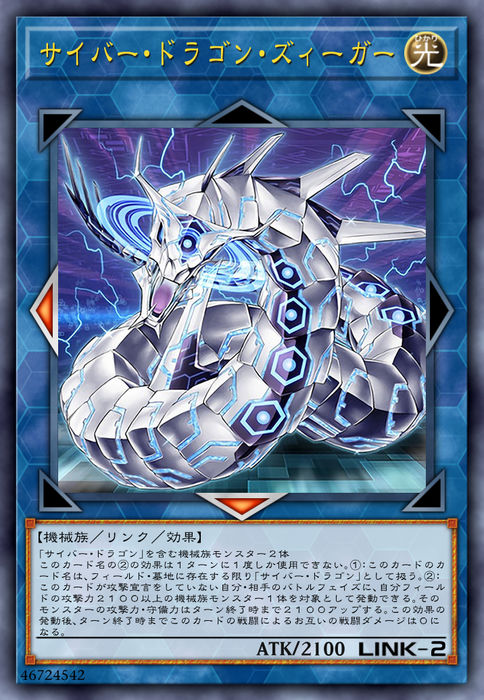 サイバー・ドラゴン・ズィーガー
ひかり
光
【機械族／リンク／効果】
「サイバー・ドラゴン」を含む機械族モンスター２体
このカード名の②の効果は１ターンに１度しか使用できない。①：このカードのカ
ード名は、フィールド・墓地に存在する限り「サイバー・ドラゴン」として扱う。②：
このカードが攻撃宣言をしていない自分・相手のバトルフェイズに、自分フィール
ドの攻撃力２１００以上の機械族モンスター１体を対象として発動できる。その
モンスターの攻撃力・守備力はターン終了時まで２１００アップする。この効果の
発動後、ターン終了時までこのカードの戦闘によるお互いの戦闘ダメージは０に
なる。
ATK/2100 LINK-2
46724542